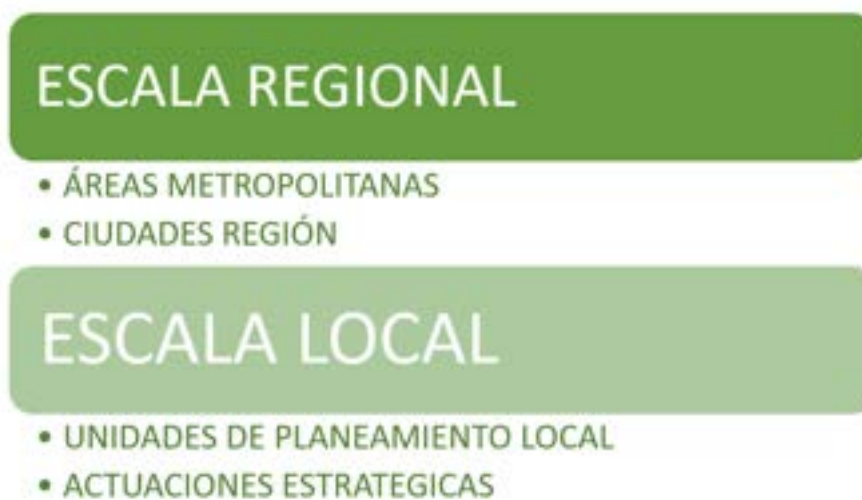 ESCALA REGIONAL
• ÁREAS METROPOLITANAS
• CIUDADES REGIÓN
ESCALA LOCAL
• UNIDADES DE PLANEAMIENTO LOCAL
• ACTUACIONES ESTRATEGICAS